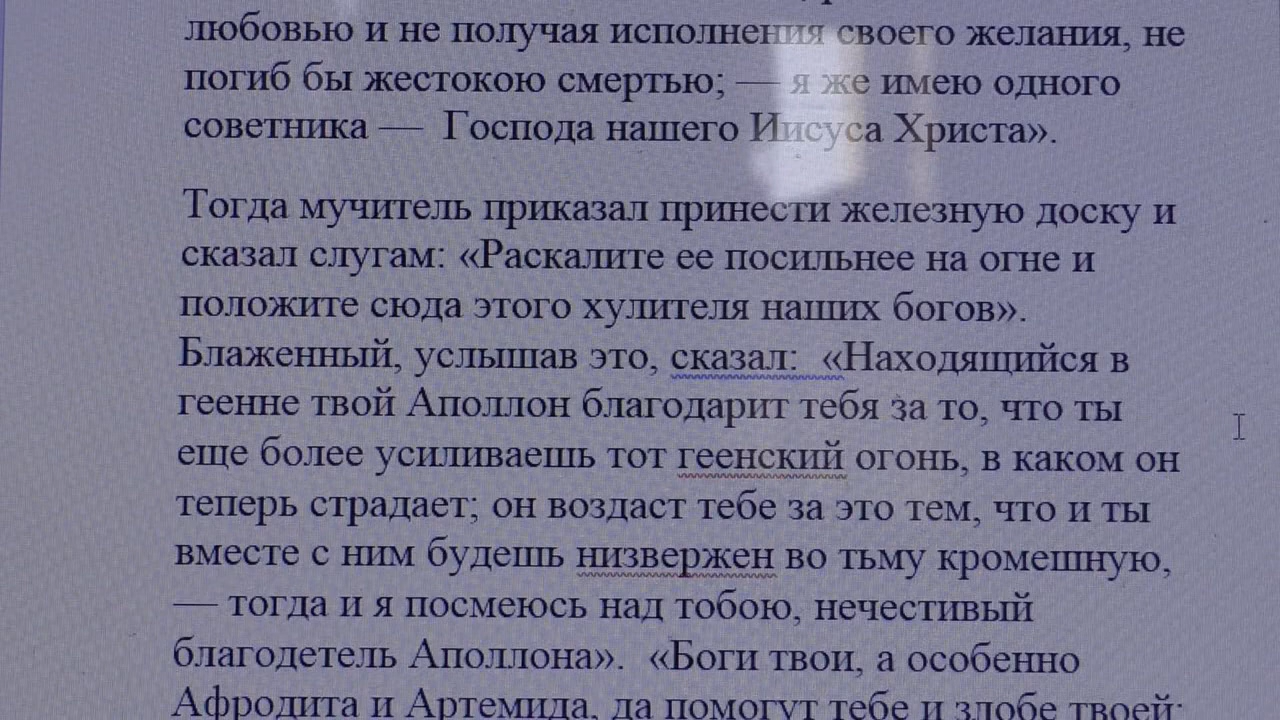 любовью и не получая исполнения своего желания, не
погиб бы жестокою смертью; — я же имею одного
советника — Господа нашего Иисуса Христа».
Тогда мучитель приказал принести железную доску и
сказал слугам: «Раскалите ее посильнее на огне и
положите сюда этого хулителя наших богов».
Блаженный, услышав это, сказал: «Находящийся в
геенне твой Аполлон благодарит тебя за то, что ты
еще более усиливаешь тот геенский огонь, в каком он
теперь страдает; он воздаст тебе за это тем, что и ты
вместе с ним будешь низвержен во тьму кромешную,
— тогда и я посмеюсь над тобою, нечестивый
благодетель Аполлона». «Боги твои, а особенно
Афродита и Артемида, да помогут тебе и злобе твоей;